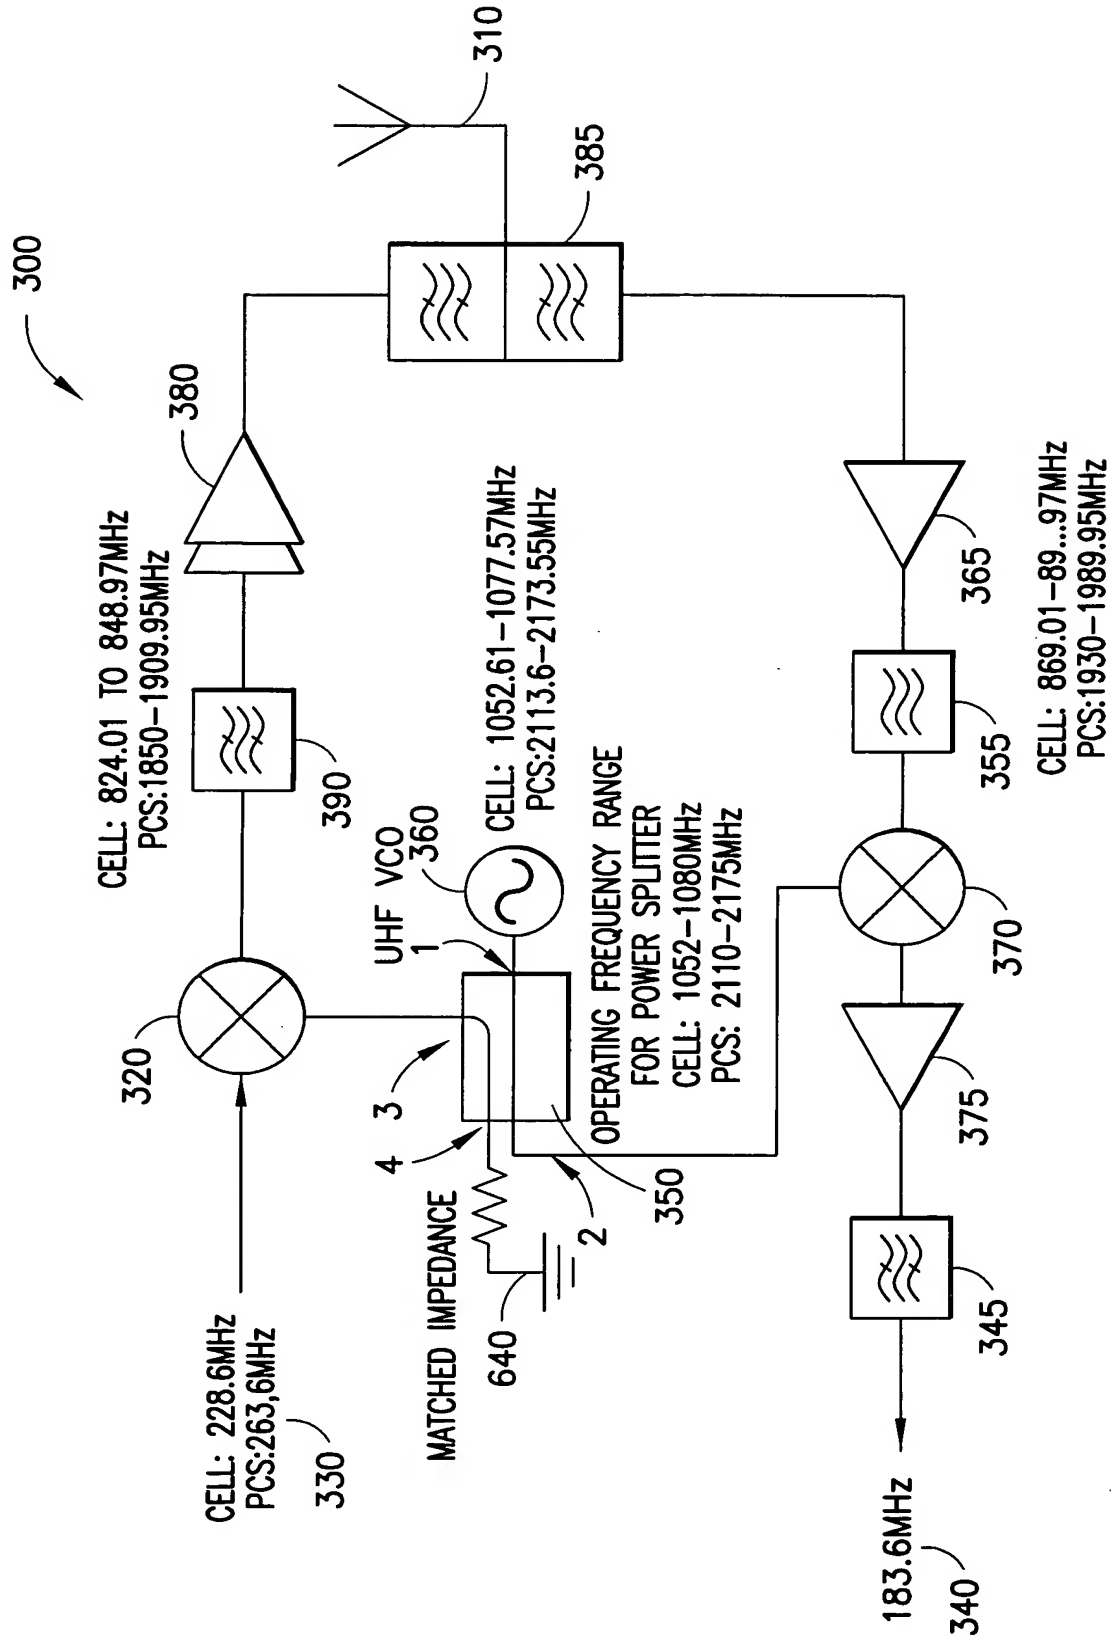 300
310
385
380
CELL: 824.01 TO 848.97MHz
PCS:1850-1909.95MHz
390
320
CELL: 228.6MHz
PCS:263,6MHz
330
UHF VCO
360
1
CELL: 1052.61-1077.57MHz
PCS:2113.6-2173.55MHz
3
4
MATCHED IMPEDANCE
640
2
350
OPERATING FREQUENCY RANGE
FOR POWER SPLITTER
CELL: 1052-1080MHz
PCS: 2110-2175MHz
365
355
CELL: 869.01-89...97MHz
PCS:1930-1989.95MHz
370
375
345
183.6MHz
340